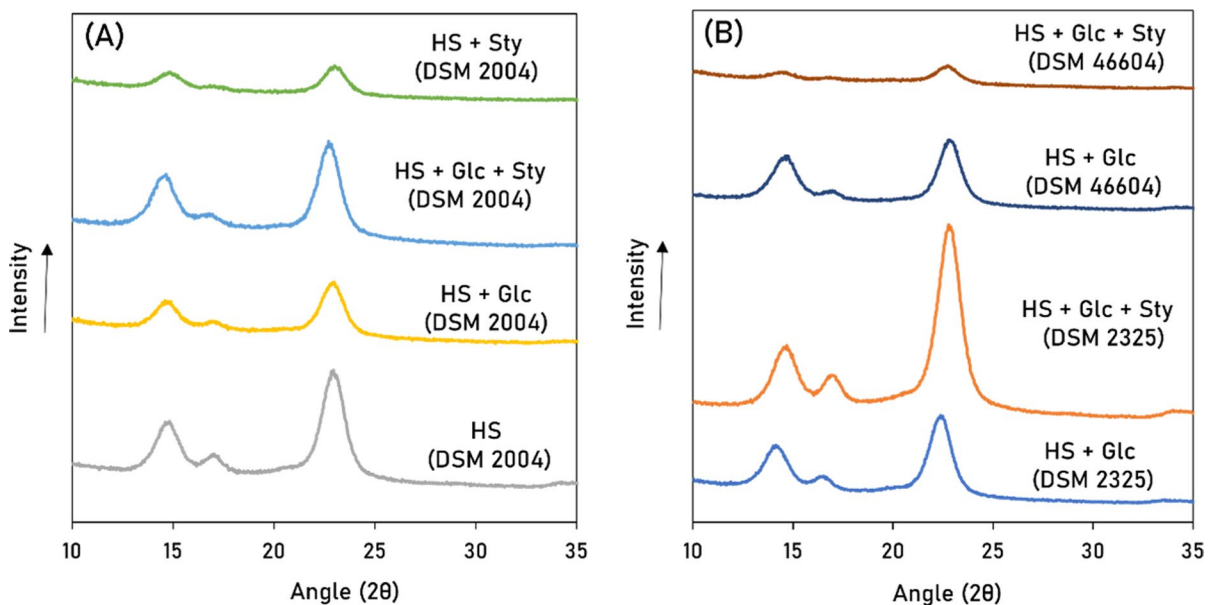 (A)
HS + Sty
(DSM 2004)
HS + Glc + Sty
(DSM 2004)
HS + Glc
(DSM 2004)
HS
(DSM 2004)
Intensity
10 15 20 25 30 35
Angle (2θ)
(B)
HS + Glc + Sty
(DSM 46604)
HS + Glc
(DSM 46604)
HS + Glc + Sty
(DSM 2325)
HS + Glc
(DSM 2325)
Intensity
10 15 20 25 30 35
Angle (2θ)